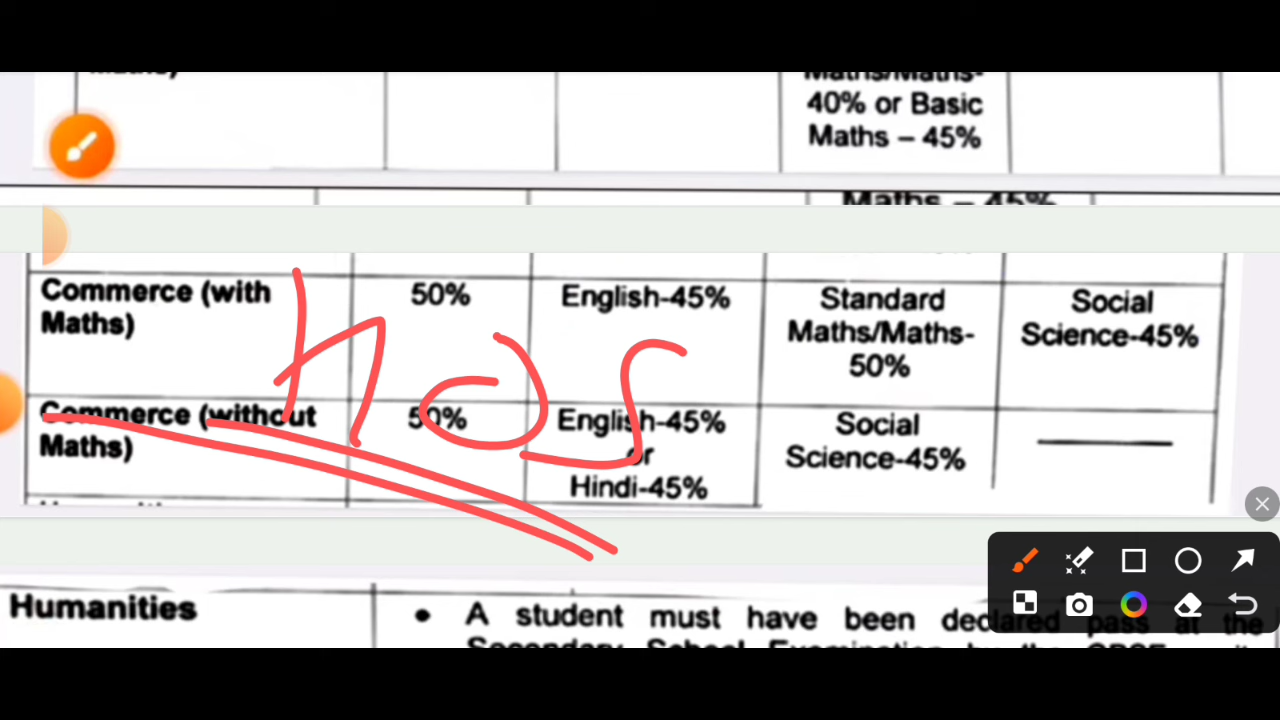 40% or Basic
Maths – 45%
Maths – 45%
Commerce (with Maths) 50% English-45% Standard Maths/Maths-50% Social Science-45%
Commerce (without Maths) 50% English-45% or Hindi-45% Social Science-45%
Humanities
• A student must have been declared pass at the